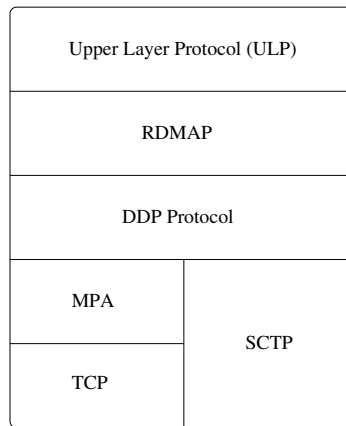 Upper Layer Protocol (ULP)
RDMAP
DDP Protocol
MPA
SCTP
TCP